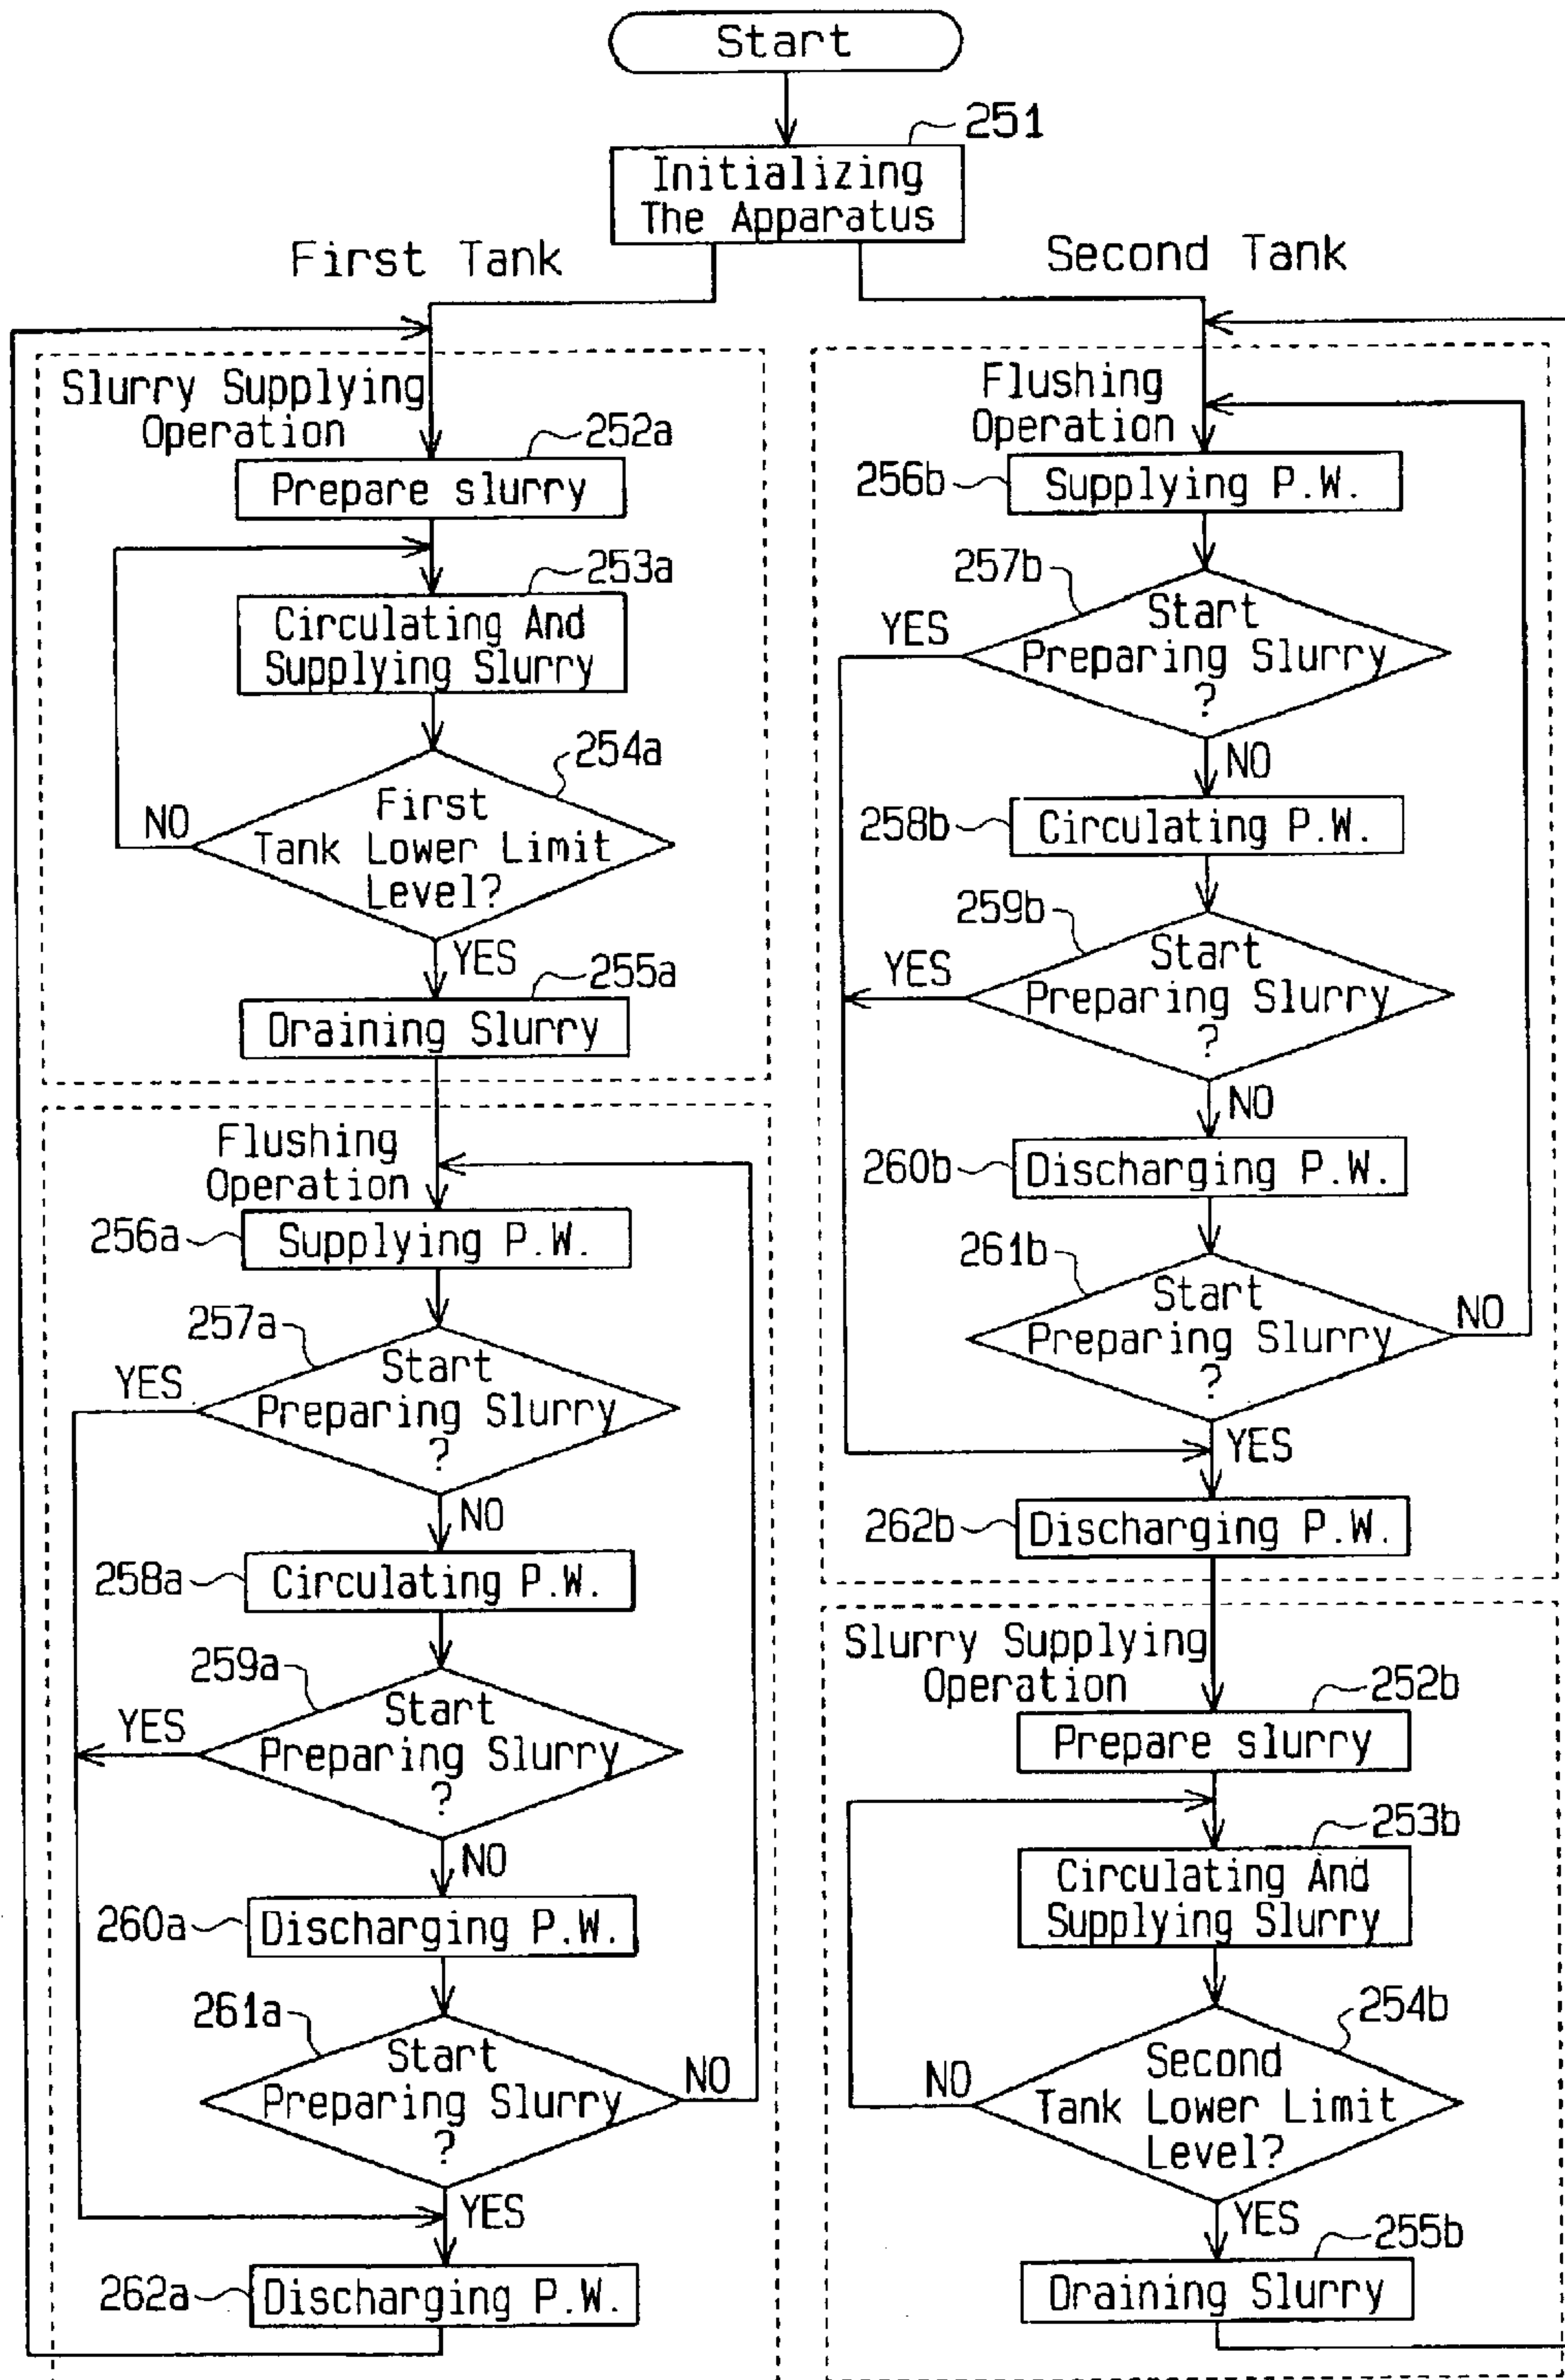 Start
251
Initializing
The Apparatus
First Tank
Second Tank
Slurry Supplying
Operation
252a
Prepare slurry
253a
Circulating And
Supplying Slurry
254a
First
Tank Lower Limit
Level?
NO
YES
255a
Draining Slurry
Flushing
Operation
256a
Supplying P.W.
257a
Start
Preparing Slurry
?
YES
NO
258a
Circulating P.W.
259a
Start
Preparing Slurry
?
YES
NO
260a
Discharging P.W.
261a
Start
Preparing Slurry
?
NO
YES
262a
Discharging P.W.
Flushing
Operation
256b
Supplying P.W.
257b
Start
Preparing Slurry
?
YES
NO
258b
Circulating P.W.
259b
Start
Preparing Slurry
?
YES
NO
260b
Discharging P.W.
261b
Start
Preparing Slurry
?
NO
YES
262b
Discharging P.W.
Slurry Supplying
Operation
252b
Prepare slurry
253b
Circulating And
Supplying Slurry
254b
Second
Tank Lower Limit
Level?
NO
YES
255b
Draining Slurry